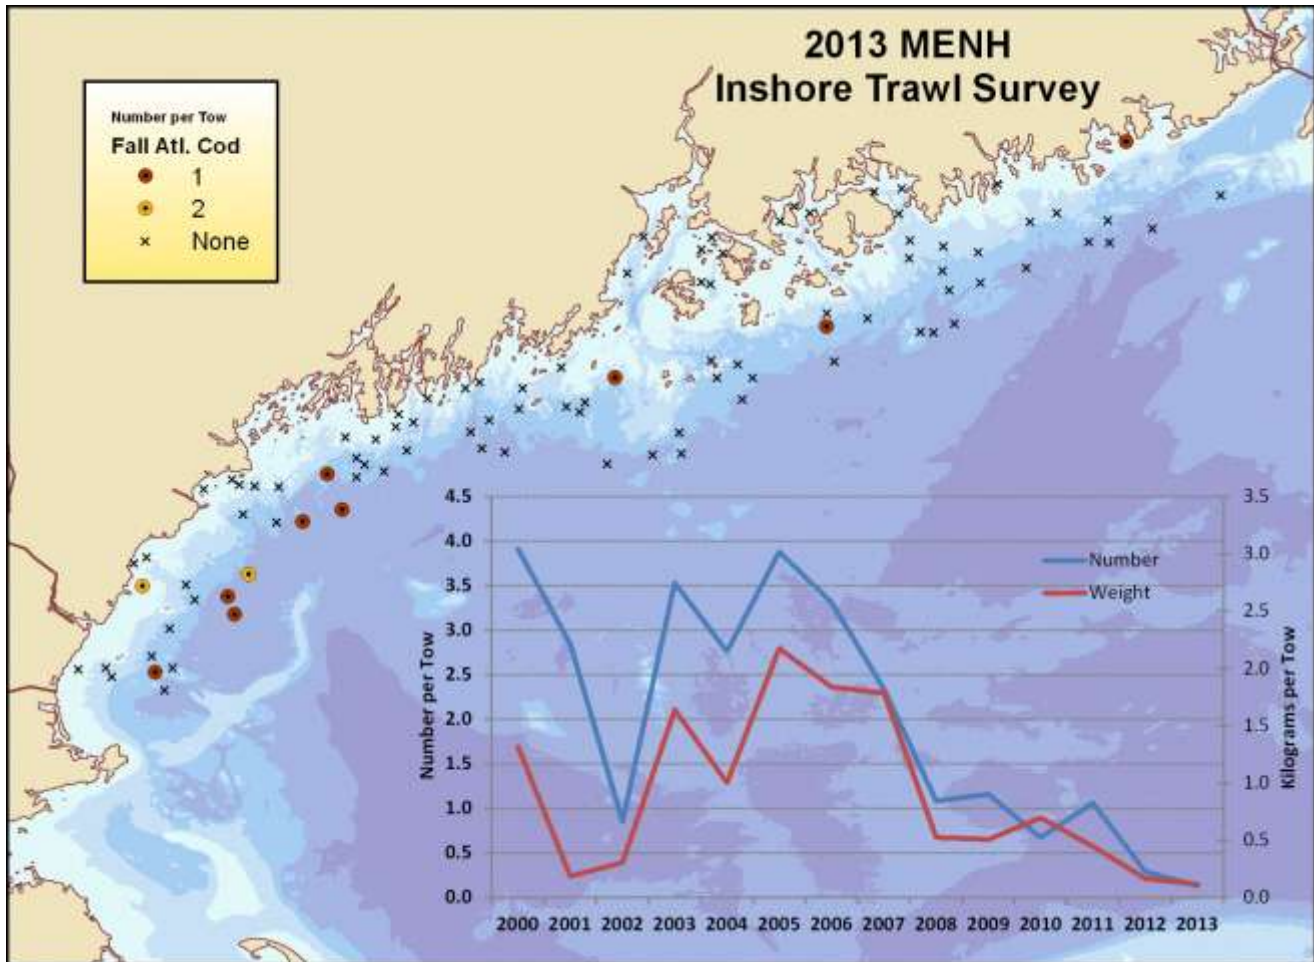 2013 MENH
Inshore Trawl Survey
Number per Tow
Fall Atl. Cod
1
2
None
4.5
4.0
3.5
3.0
2.5
2.0
1.5
1.0
0.5
0.0
Number per Tow
Number
Weight
3.5
3.0
2.5
2.0
1.5
1.0
0.5
0.0
Kilograms per Tow
2000 2001 2002 2003 2004 2005 2006 2007 2008 2009 2010 2011 2012 2013